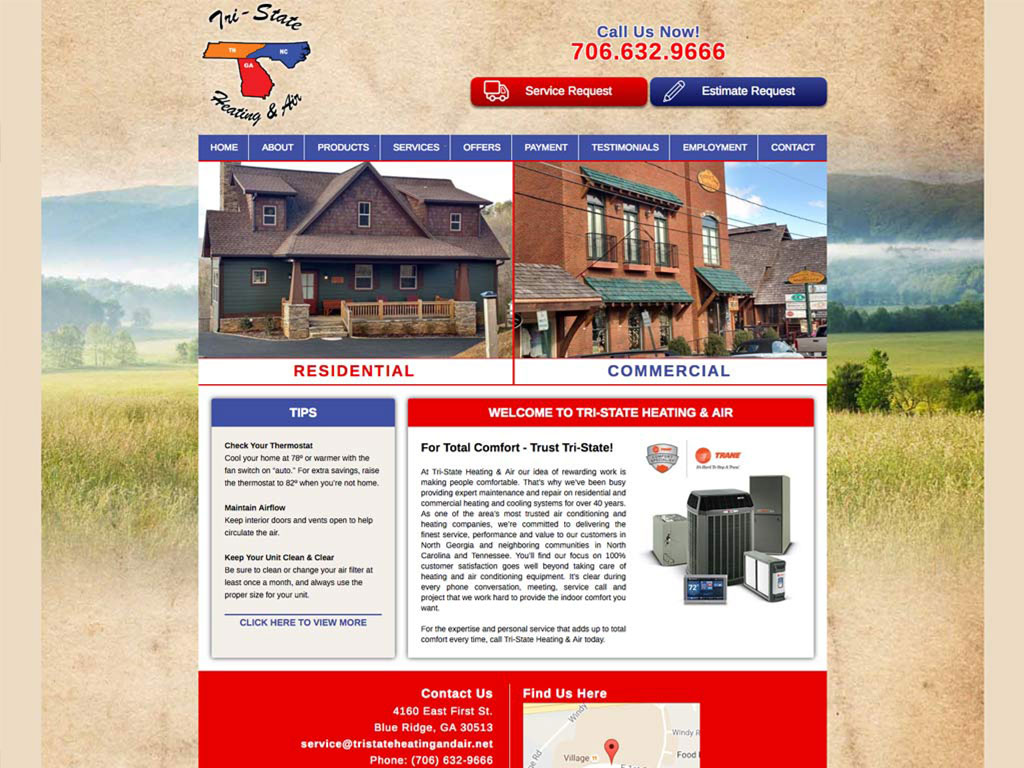 Tri-State
TN
NC
GA
Heating & Air
Call Us Now!
706.632.9666
Service Request
Estimate Request
HOME
ABOUT
PRODUCTS
SERVICES
OFFERS
PAYMENT
TESTIMONIALS
EMPLOYMENT
CONTACT
RESIDENTIAL
COMMERCIAL
TIPS
Check Your Thermostat
Cool your home at 78º or warmer with the
fan switch on “auto.” For extra savings, raise
the thermostat to 82º when you’re not home.
Maintain Airflow
Keep interior doors and vents open to help
circulate the air.
Keep Your Unit Clean & Clear
Be sure to clean or change your air filter at
least once a month, and always use the
proper size for your unit.
CLICK HERE TO VIEW MORE
WELCOME TO TRI-STATE HEATING & AIR
For Total Comfort - Trust Tri-State!
At Tri-State Heating & Air our idea of rewarding work is
making people comfortable. That’s why we’ve been busy
providing expert maintenance and repair on residential and
commercial heating and cooling systems for over 40 years.
As one of the area’s most trusted air conditioning and
heating companies, we’re committed to delivering the
finest service, performance and value to our customers in
North Georgia and neighboring communities in North
Carolina and Tennessee. You’ll find our focus on 100%
customer satisfaction goes well beyond taking care of
heating and air conditioning equipment. It’s clear during
every phone conversation, meeting, service call and
project that we work hard to provide the indoor comfort you
want.
For the expertise and personal service that adds up to total
comfort every time, call Tri-State Heating & Air today.
TRANE
It's Hard To Stop A Trane.
72°
Contact Us
4160 East First St.
Blue Ridge, GA 30513
service@tristateheatingandair.net
Phone: (706) 632-9666
Find Us Here
Windy
Windy R
Village
Food